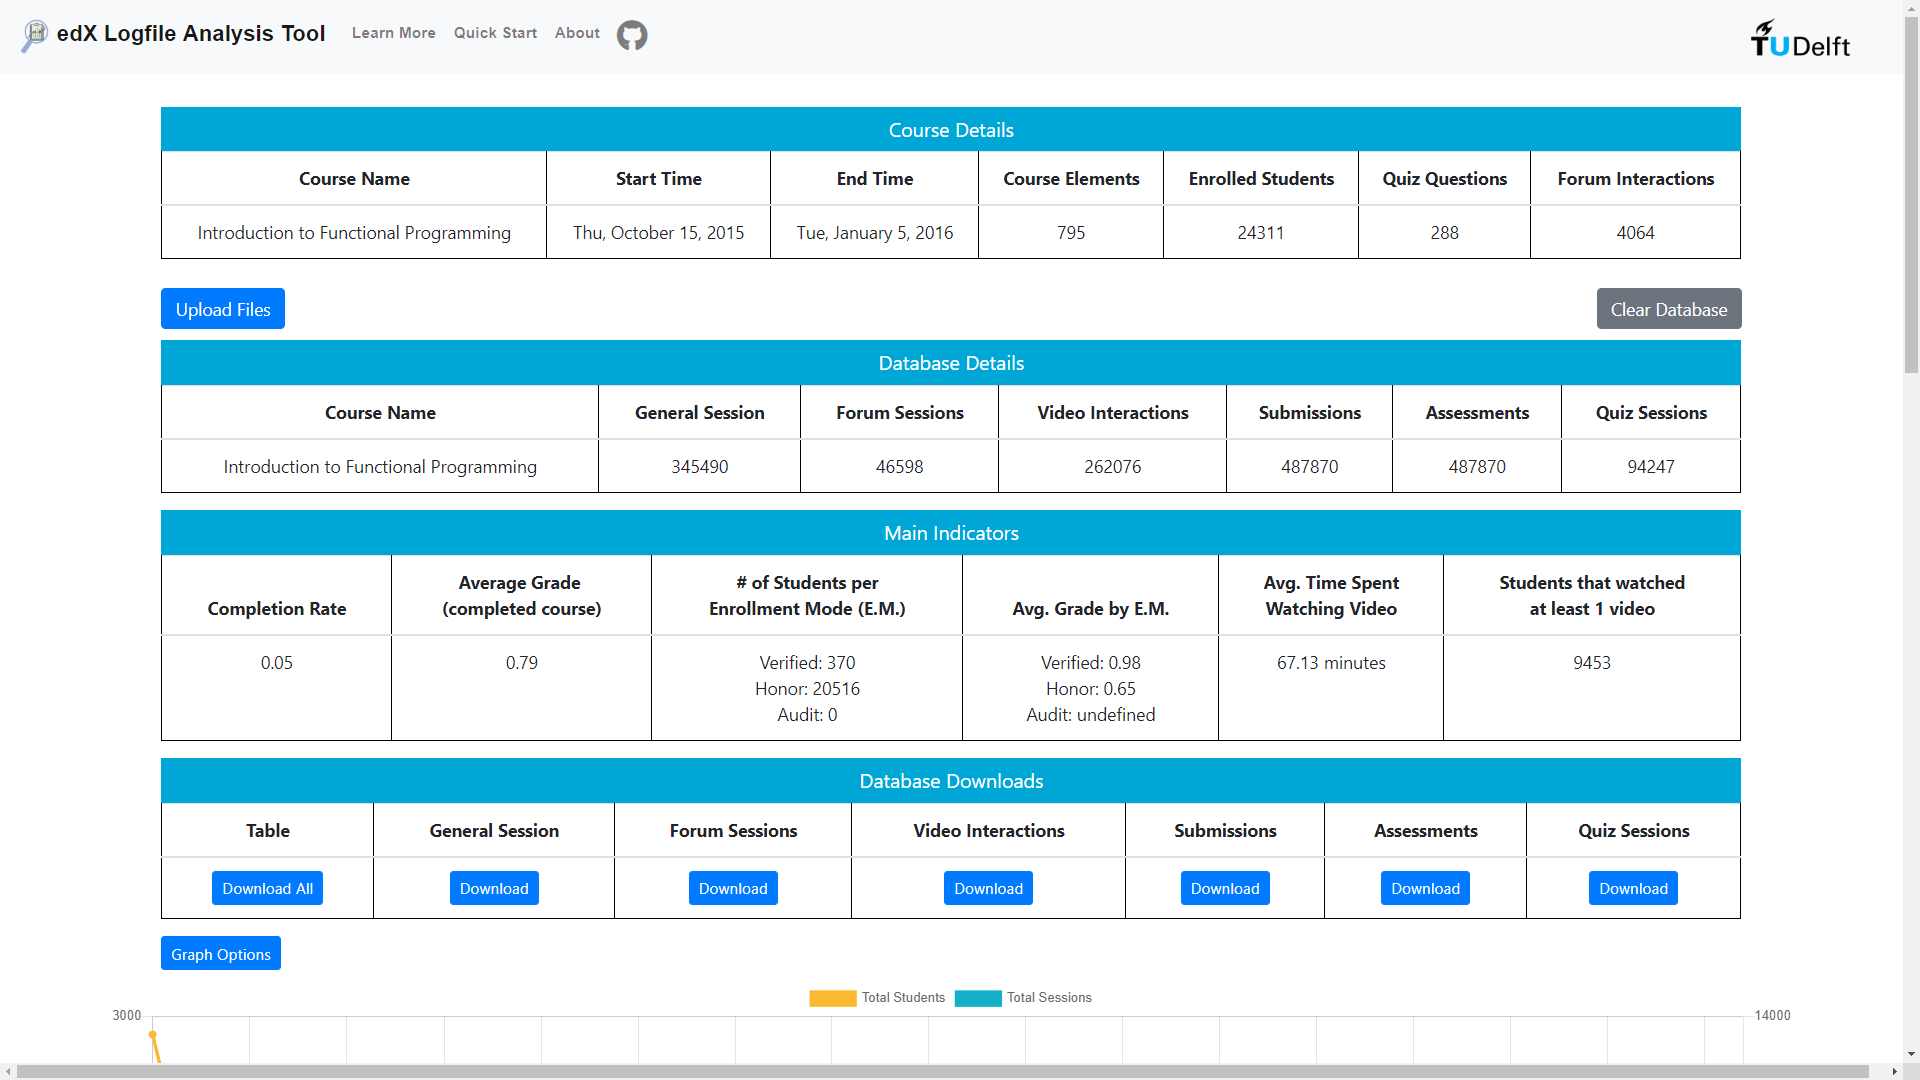 edX Logfile Analysis Tool Learn More Quick Start About TU Delft
Course Details
Course Name Start Time End Time Course Elements Enrolled Students Quiz Questions Forum Interactions
Introduction to Functional Programming Thu, October 15, 2015 Tue, January 5, 2016 795 24311 288 4064
Upload Files Clear Database
Database Details
Course Name General Session Forum Sessions Video Interactions Submissions Assessments Quiz Sessions
Introduction to Functional Programming 345490 46598 262076 487870 487870 94247
Main Indicators
Completion Rate
Average Grade
(completed course)
# of Students per
Enrollment Mode (E.M.)
Avg. Grade by E.M.
Avg. Time Spent
Watching Video
Students that watched
at least 1 video
0.05
0.79
Verified: 370
Honor: 20516
Audit: 0
Verified: 0.98
Honor: 0.65
Audit: undefined
67.13 minutes
9453
Database Downloads
Table General Session Forum Sessions Video Interactions Submissions Assessments Quiz Sessions
Download All Download Download Download Download Download Download
Graph Options
Total Students Total Sessions
3000 14000